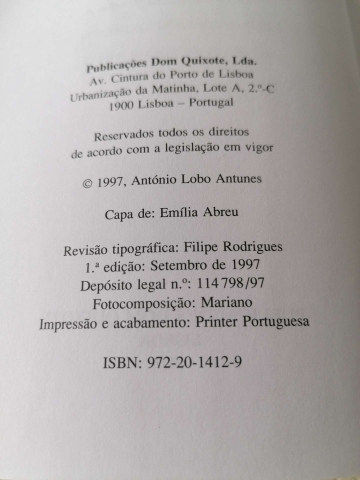 Publicações Dom Quixote, Lda.
Av. Cintura do Porto de Lisboa
Urbanização da Matinha, Lote A, 2.º-C
1900 Lisboa – Portugal
Reservados todos os direitos
de acordo com a legislação em vigor
© 1997, António Lobo Antunes
Capa de: Emília Abreu
Revisão tipográfica: Filipe Rodrigues
1.ª edição: Setembro de 1997
Depósito legal n.º: 114 798/97
Fotocomposição: Mariano
Impressão e acabamento: Printer Portuguesa
ISBN: 972-20-1412-9